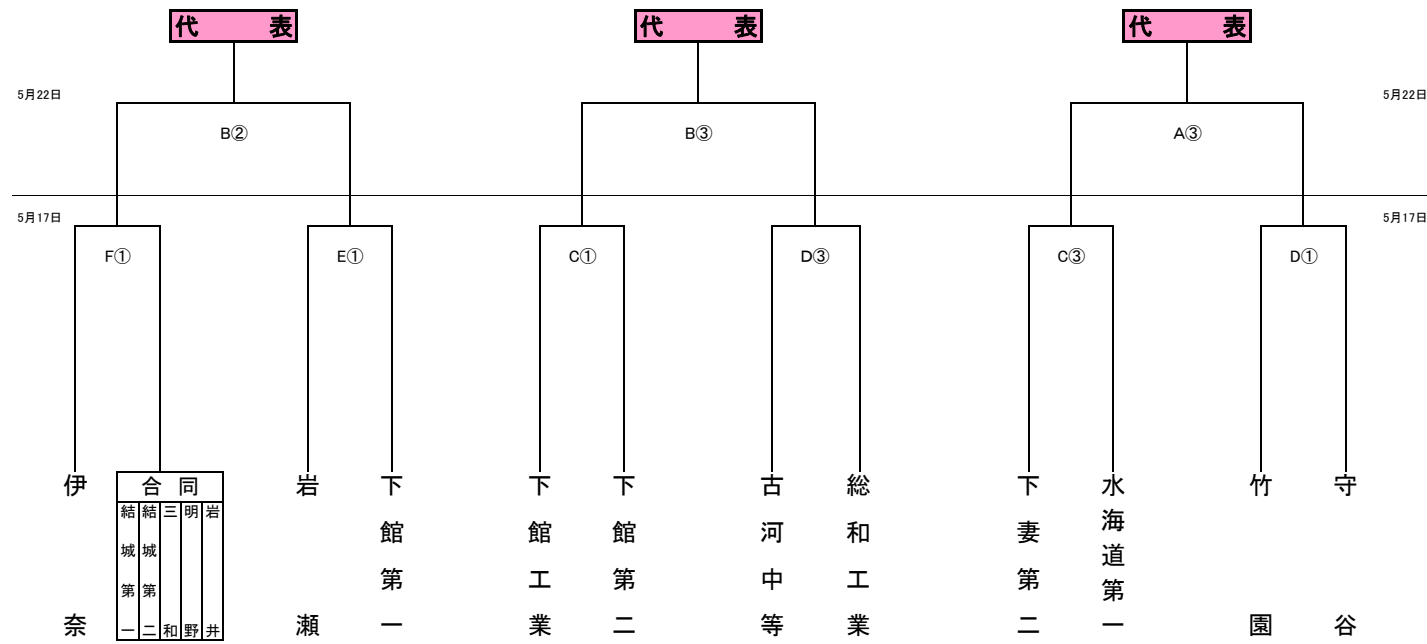 代表 代表 代表
5月22日 5月22日
B② B③ A③
5月17日 5月17日
F① E① C① D③ C③ D①
伊奈
合同
結城第一
結城第二
三和
明野
岩井
岩瀬
下館第一
下館工業
下館第二
古河中等
総和工業
下妻第二
水海道第一
竹園
守谷